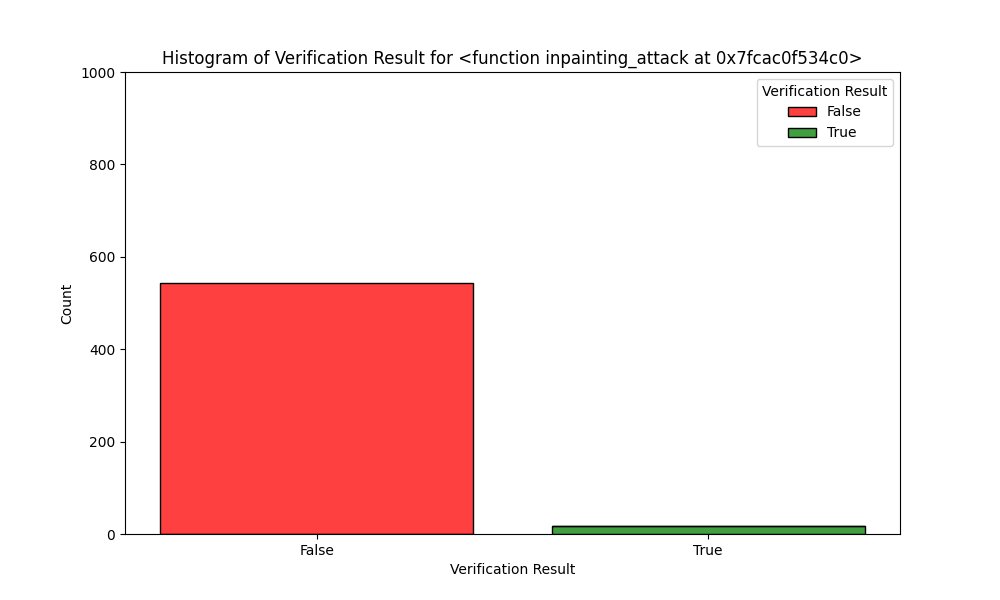 Histogram of Verification Result for <function inpainting_attack at 0x7fcac0f534c0>
1000
800
600
400
200
0
Count
Verification Result
False
True
False
True
Verification Result